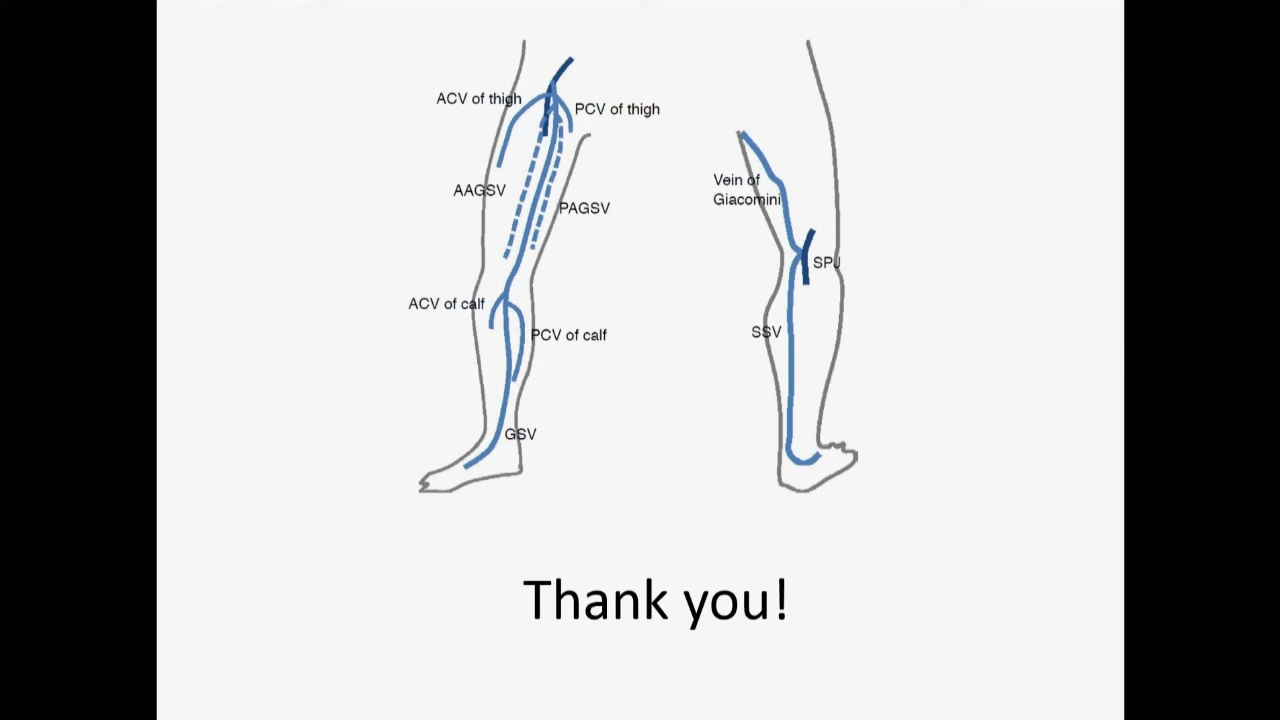 ACV of thigh
PCV of thigh
AAGSV
PAGSV
ACV of calf
PCV of calf
GSV
Vein of
Giacomini
SPJ
SSV
Thank you!